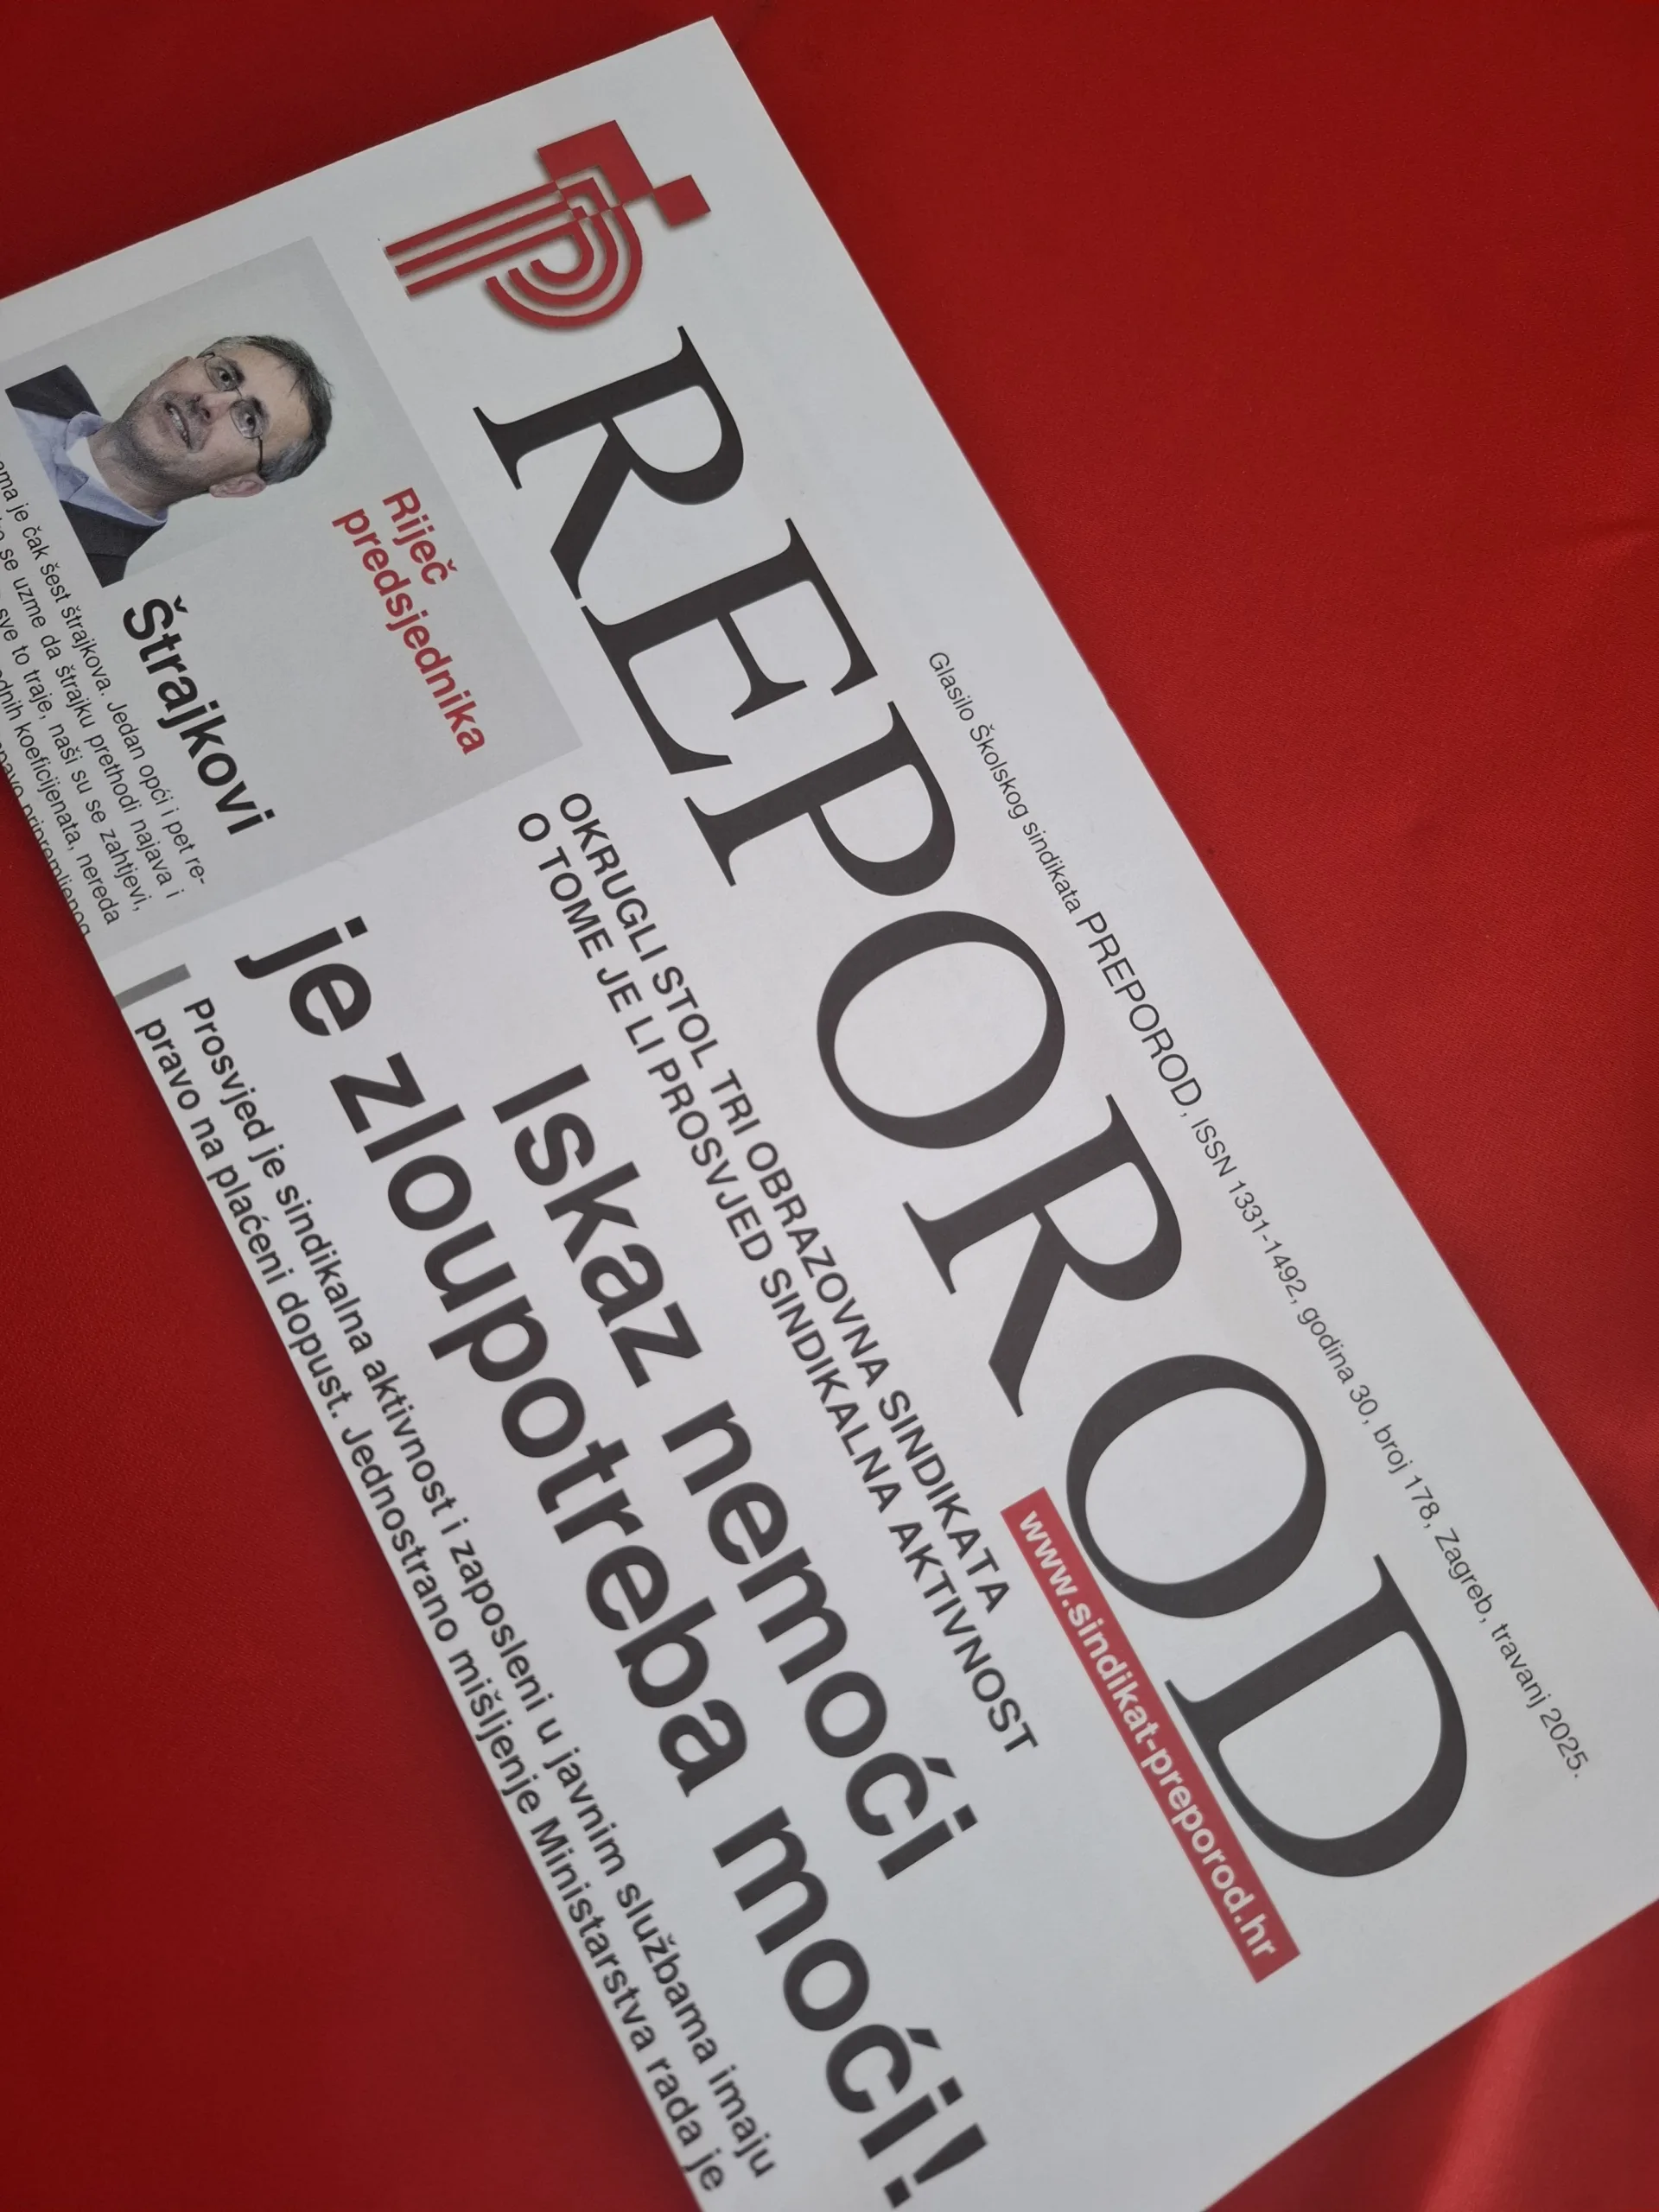 Glasilo Školskog sindikata PREPOROD, ISSN 1331-1492, godina 30, broj 178, Zagreb, travanj 2025.
PREPOROD
www.sindikat-preporod.hr
Riječ
predsjednika
Štrajkovi
ma je čak šest štrajkova. Jedan opći i pet re-
se uzme da štrajku prethodi najava i
sve to traje, naši su se zahtjevi,
koeficijenata, nereda
pripremljenog
OKRUGLI STOL TRI OBRAZOVNA SINDIKATA
O TOME JE LI PROSVJED SINDIKALNA AKTIVNOST
Iskaz nemoći
je zloupotreba moći!
Prosvjed je sindikalna aktivnost i zaposleni u javnim službama imaju
pravo na plaćeni dopust. Jednostrano mišljenje Ministarstva rada je